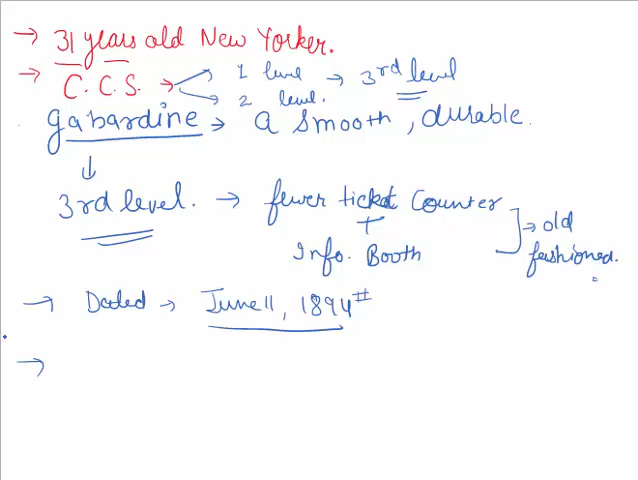 → 31 years old New Yorker.
→ C.C.S. → 1 level → 3rd level
2 level.
gabardine → a smooth, durable.
↓
3rd level. → fewer ticket Counter
+
Info. Booth
→ old fashioned.
→ Dated → June 11, 1894#
→